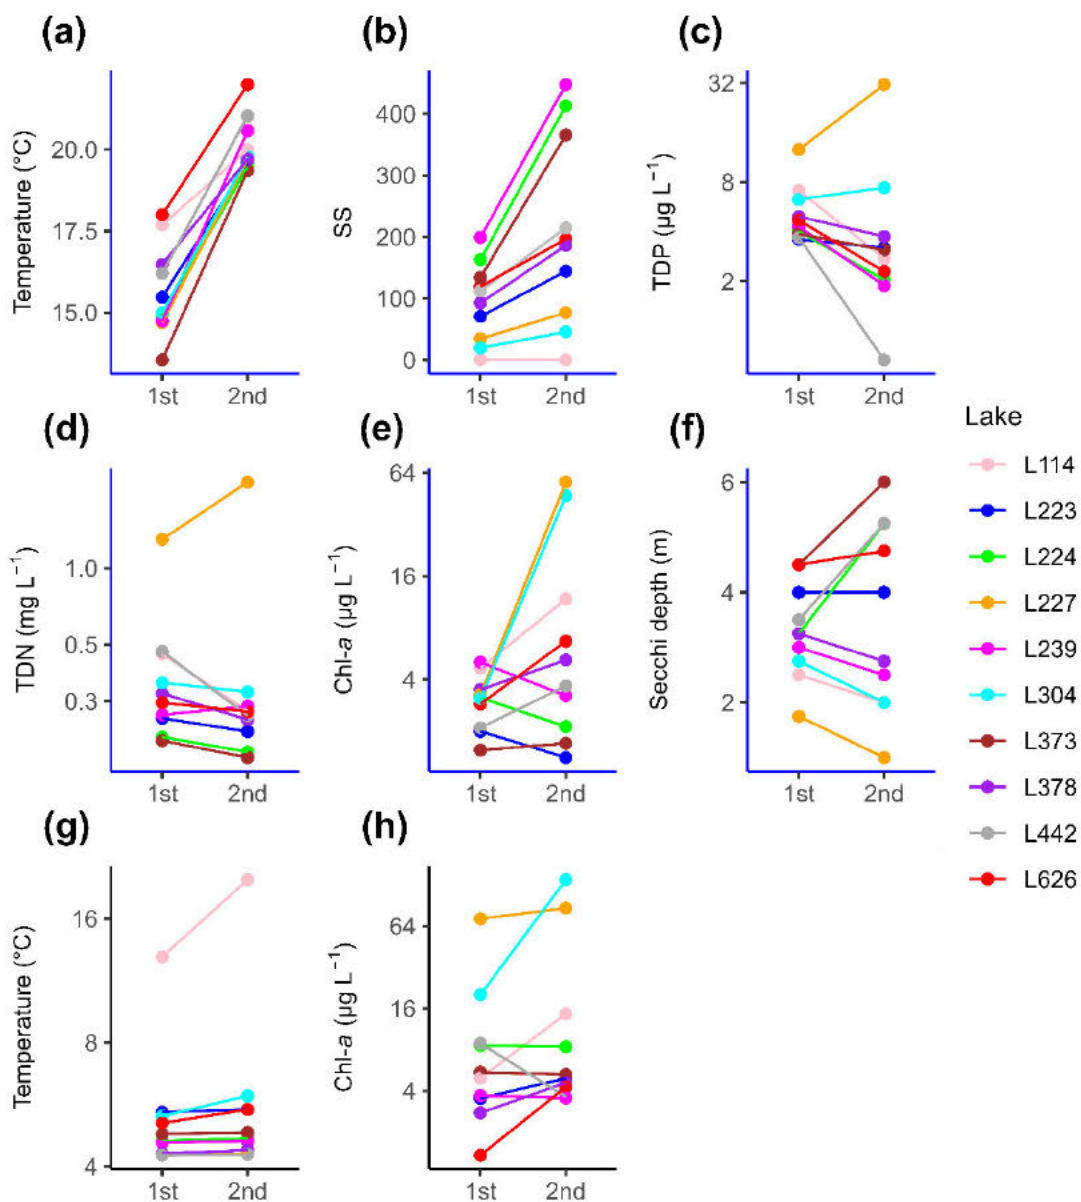 (a)
Temperature (°C)
20.0
17.5
15.0
1st 2nd
(b)
SS
400
300
200
100
0
1st 2nd
(c)
TDP (µg L⁻¹)
32
8
2
1st 2nd
(d)
TDN (mg L⁻¹)
1.0
0.5
0.3
1st 2nd
(e)
Chl-a (µg L⁻¹)
64
16
4
1st 2nd
(f)
Secchi depth (m)
6
4
2
1st 2nd
Lake
L114
L223
L224
L227
L239
L304
L373
L378
L442
L626
(g)
Temperature (°C)
16
8
4
1st 2nd
(h)
Chl-a (µg L⁻¹)
64
16
4
1st 2nd